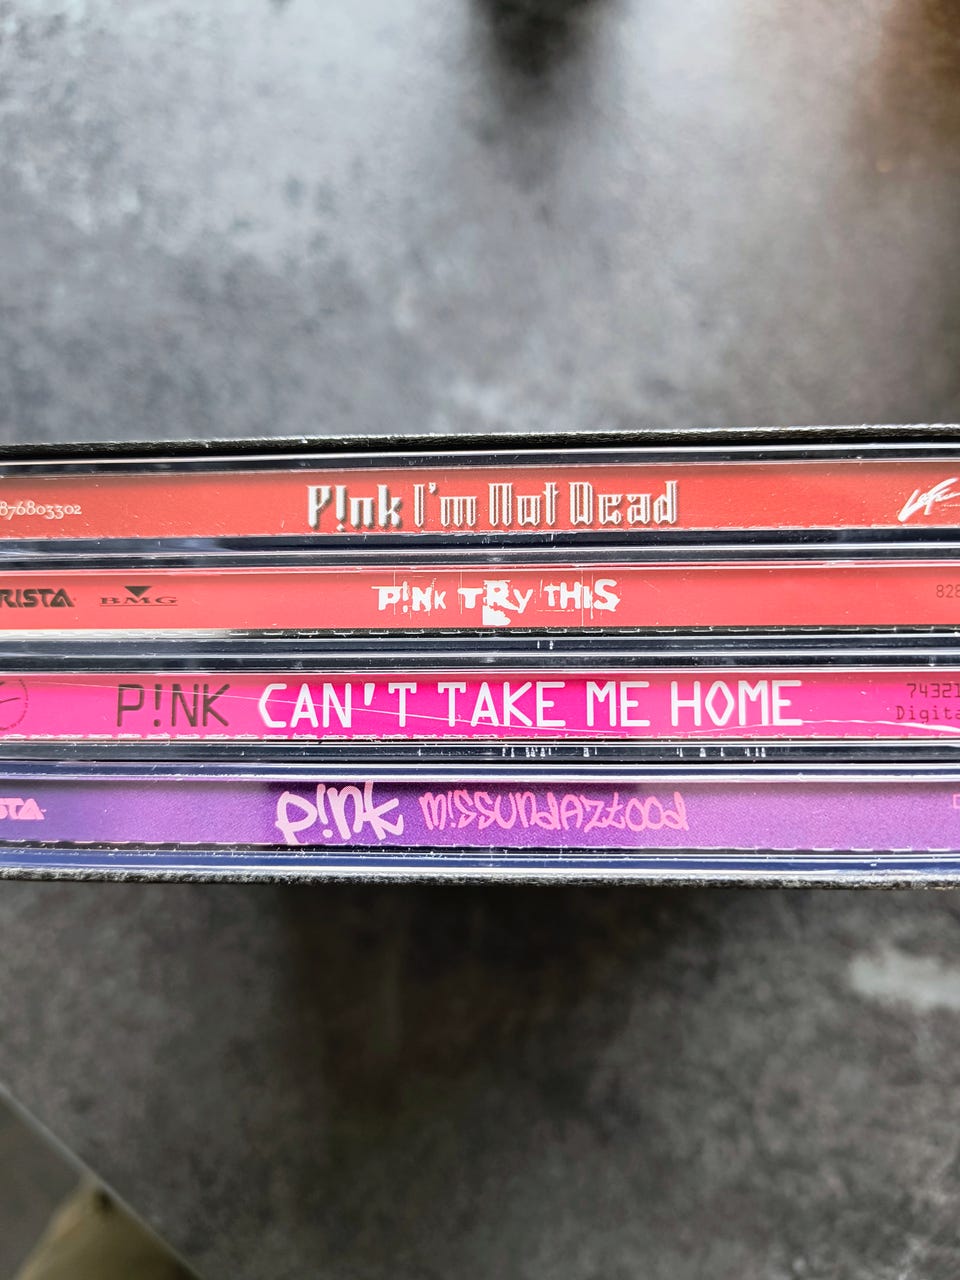 876803302 P!nk I'm Not Dead LaFa
RISTA BMG P!NK TRY THIS 828
P!NK CAN'T TAKE ME HOME 74321
Digita
STA P!nk M!SSUNDAZTOOD